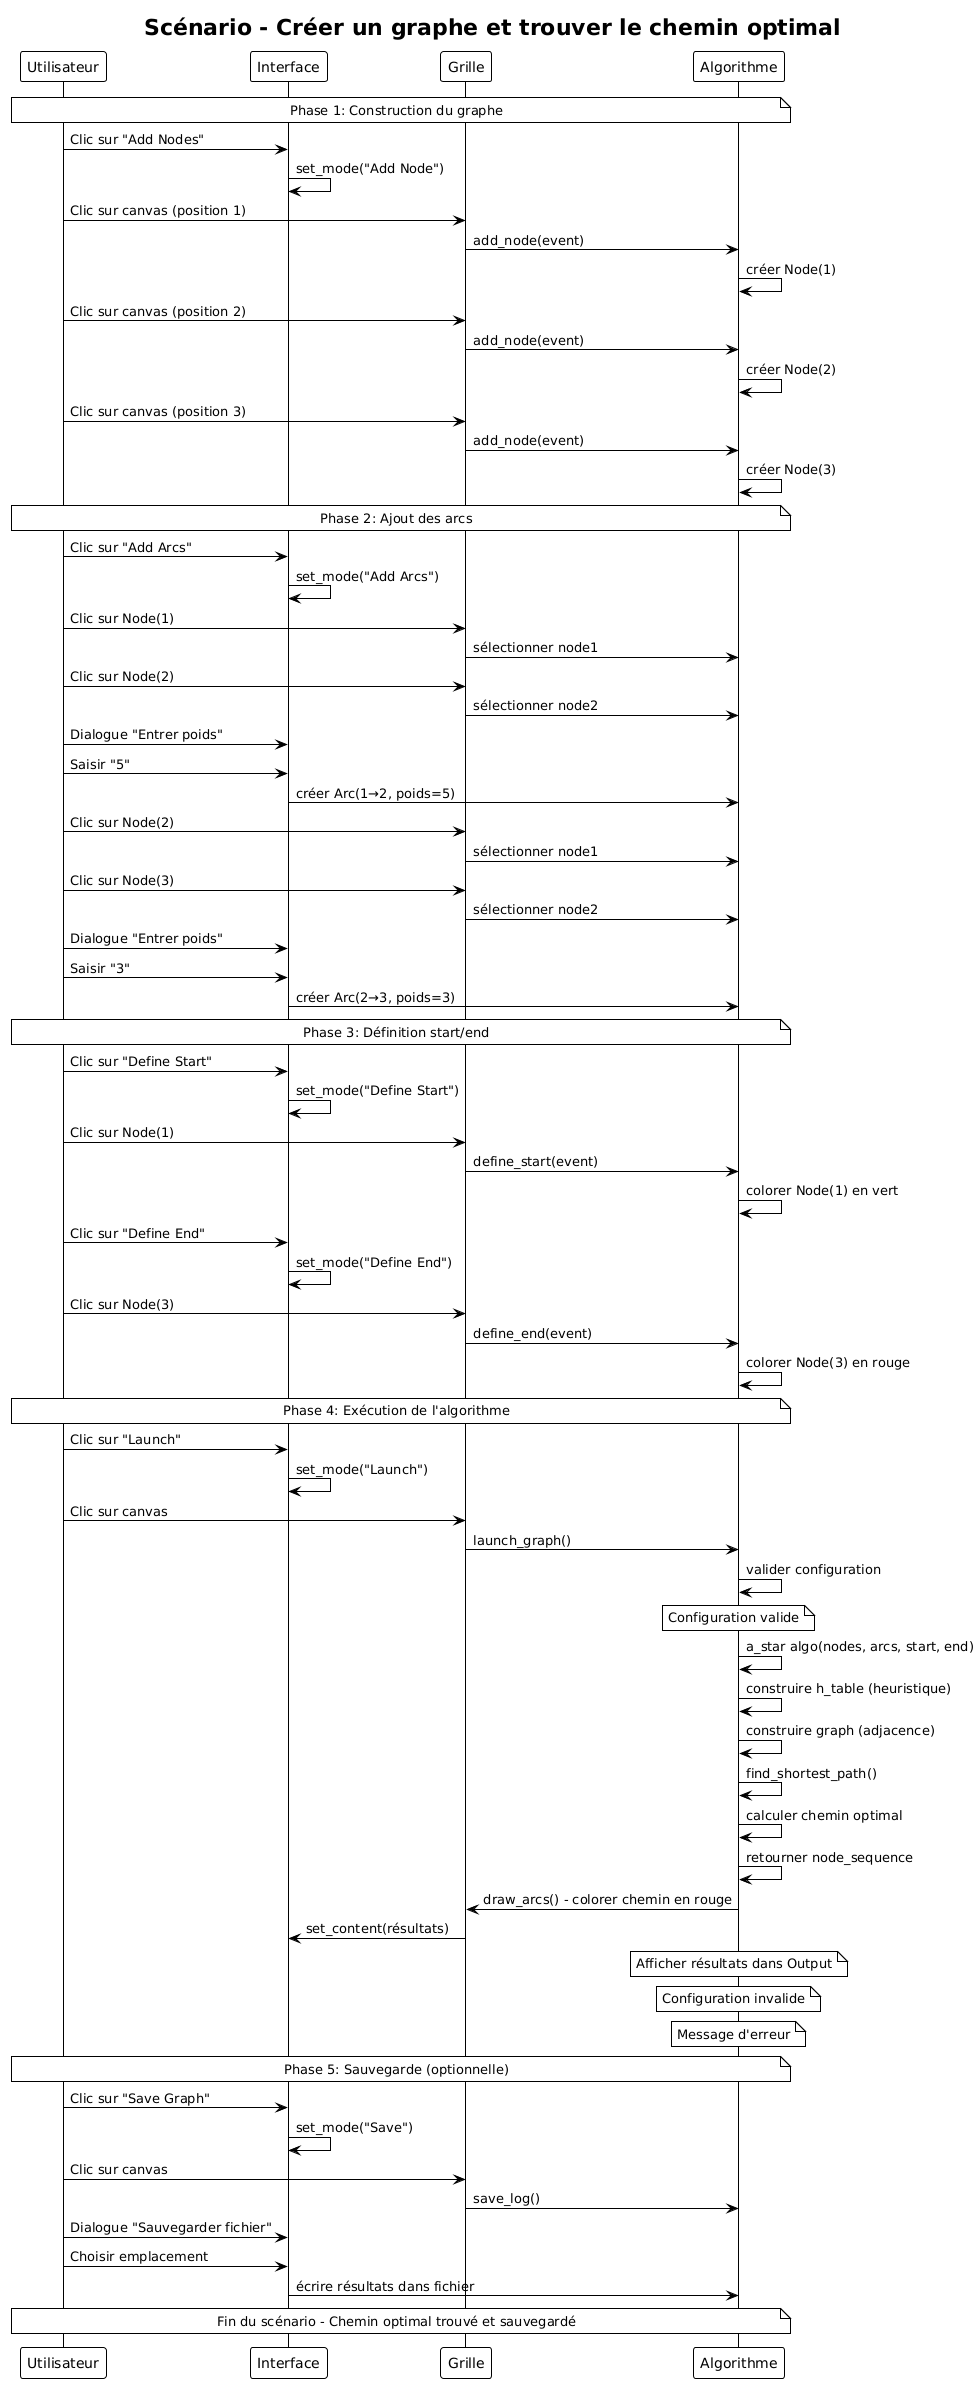 Scénario - Créer un graphe et trouver le chemin optimal
Utilisateur
Interface
Grille
Algorithme
Phase 1: Construction du graphe
Clic sur "Add Nodes"
set_mode("Add Node")
Clic sur canvas (position 1)
add_node(event)
créer Node(1)
Clic sur canvas (position 2)
add_node(event)
créer Node(2)
Clic sur canvas (position 3)
add_node(event)
créer Node(3)
Phase 2: Ajout des arcs
Clic sur "Add Arcs"
set_mode("Add Arcs")
Clic sur Node(1)
sélectionner node1
Clic sur Node(2)
sélectionner node2
Dialogue "Entrer poids"
Saisir "5"
créer Arc(1→2, poids=5)
Clic sur Node(2)
sélectionner node1
Clic sur Node(3)
sélectionner node2
Dialogue "Entrer poids"
Saisir "3"
créer Arc(2→3, poids=3)
Phase 3: Définition start/end
Clic sur "Define Start"
set_mode("Define Start")
Clic sur Node(1)
define_start(event)
colorer Node(1) en vert
Clic sur "Define End"
set_mode("Define End")
Clic sur Node(3)
define_end(event)
colorer Node(3) en rouge
Phase 4: Exécution de l'algorithme
Clic sur "Launch"
set_mode("Launch")
Clic sur canvas
launch_graph()
valider configuration
Configuration valide
a_star algo(nodes, arcs, start, end)
construire h_table (heuristique)
construire graph (adjacence)
find_shortest_path()
calculer chemin optimal
retourner node_sequence
draw_arcs() - colorer chemin en rouge
set_content(résultats)
Afficher résultats dans Output
Configuration invalide
Message d'erreur
Phase 5: Sauvegarde (optionnelle)
Clic sur "Save Graph"
set_mode("Save")
Clic sur canvas
save_log()
Dialogue "Sauvegarder fichier"
Choisir emplacement
écrire résultats dans fichier
Fin du scénario - Chemin optimal trouvé et sauvegardé
Utilisateur
Interface
Grille
Algorithme